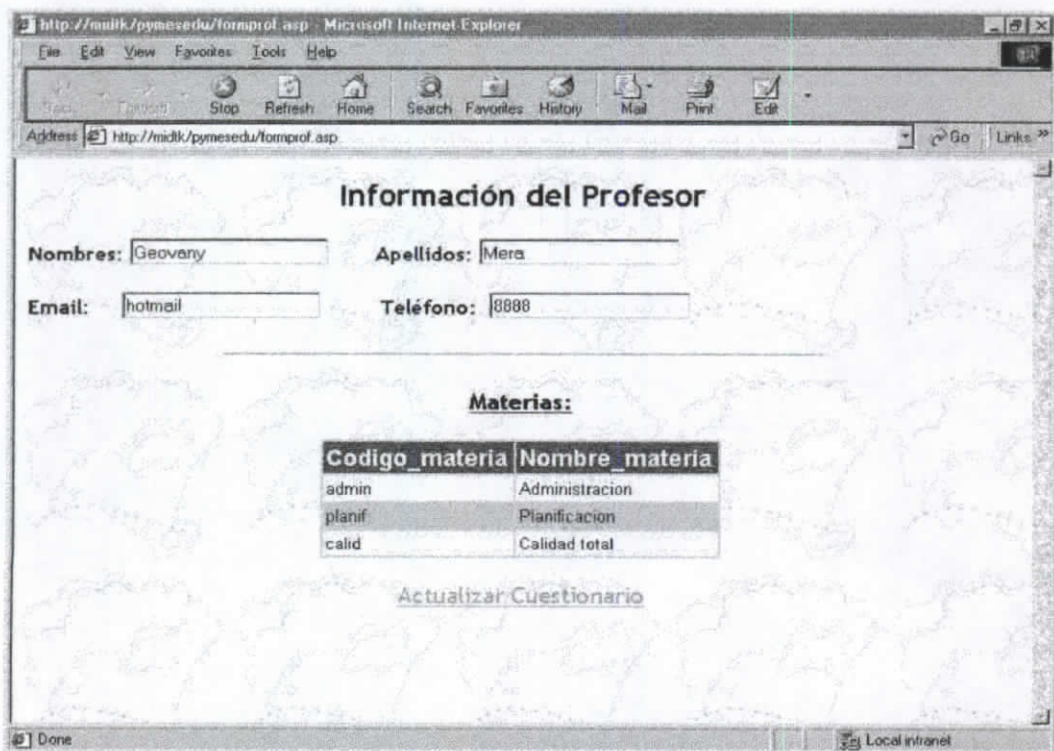 http://midtk/pymesedu/formprof.asp - Microsoft Internet Explorer
File Edit View Favorites Tools Help
Stop Refresh Home Search Favorites History Mail Print Edit
Address http://midtk/pymesedu/formprof.asp Go Links »
Información del Profesor
Nombres: Geovany Apellidos: Mera
Email: hotmail Teléfono: 8888
Materias:
Codigo_materia Nombre_materia
admin Administracion
planif Planificacion
calid Calidad total
Actualizar Cuestionario
Done Local intranet